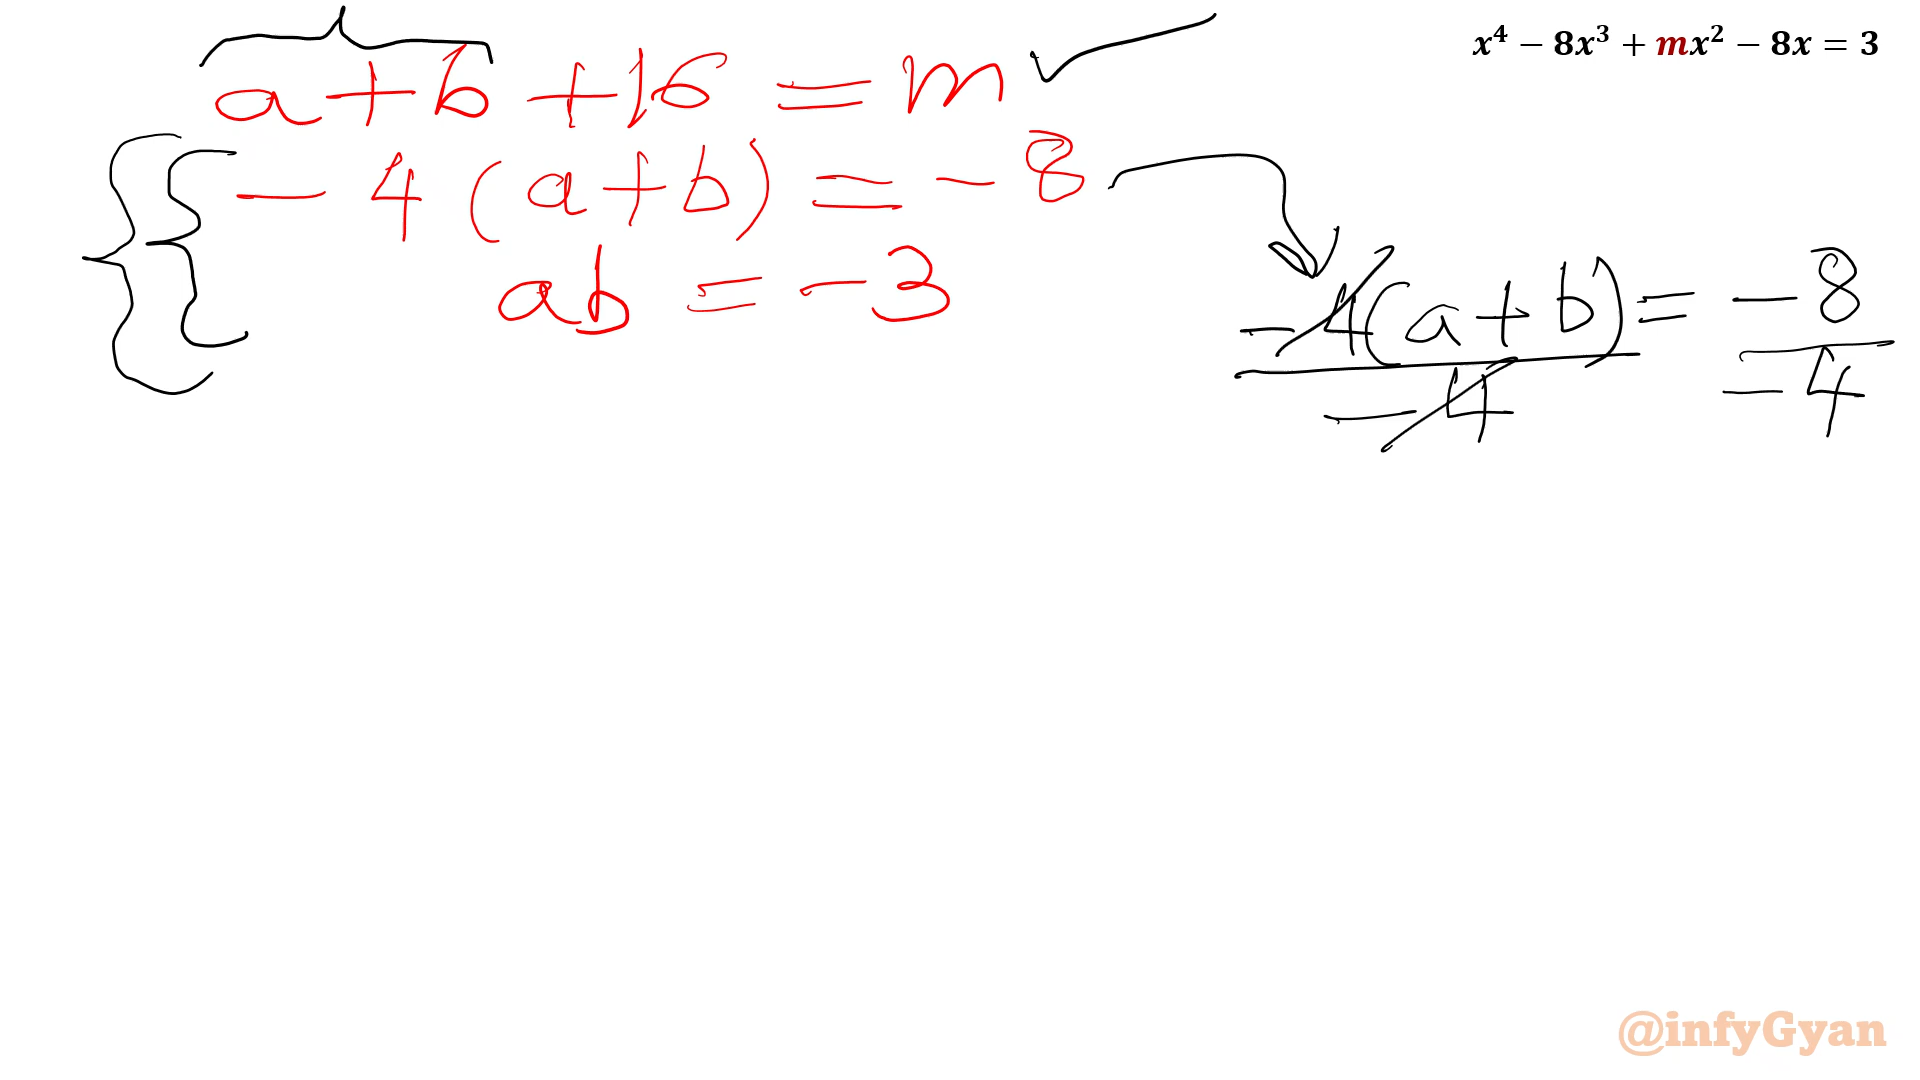 x⁴ − 8x³ + mx² − 8x = 3
a + b + 16 = m
− 4 ( a + b ) = − 8
ab = − 3
− 4 ( a + b ) = − 8
− 4 − 4
@infyGyan